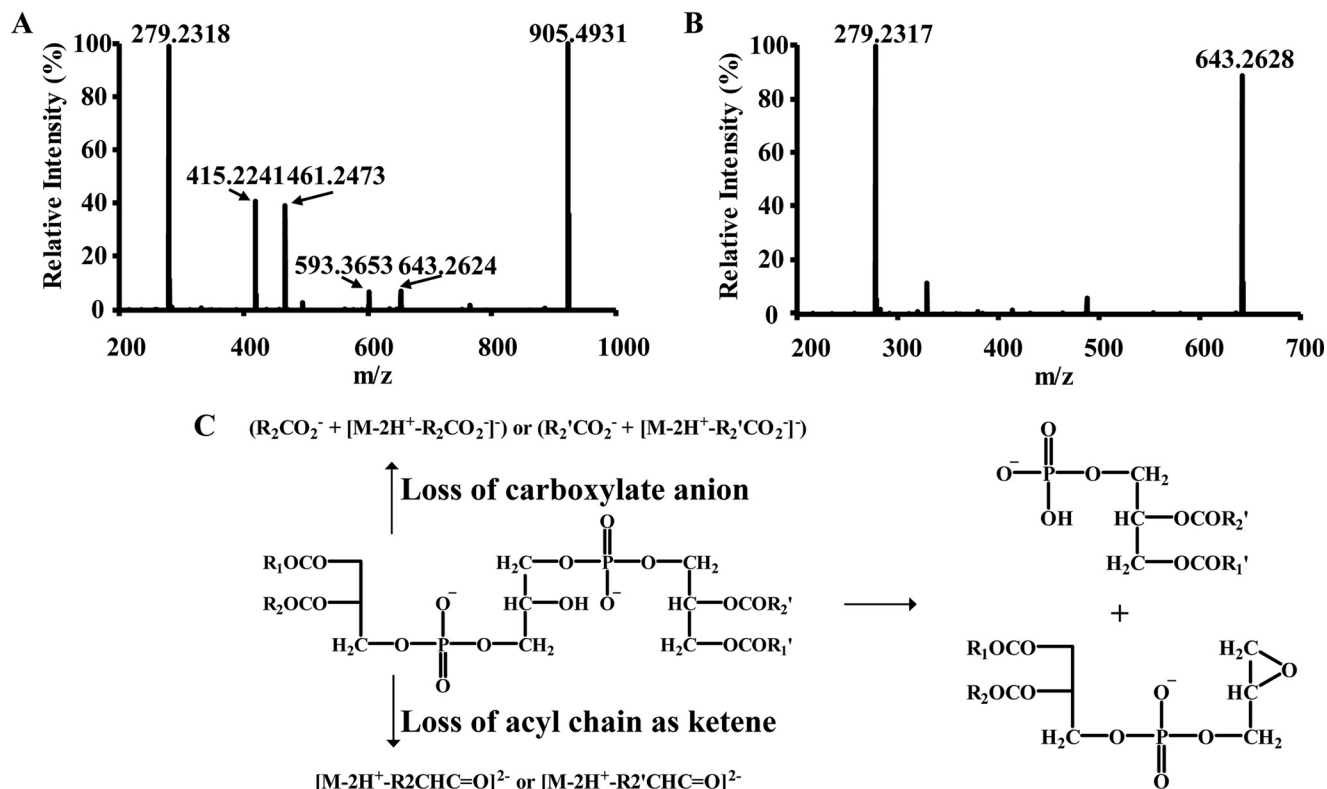 A
279.2318
905.4931
415.2241
461.2473
593.3653
643.2624
Relative Intensity (%)
100
80
60
40
20
0
200
400
600
800
1000
m/z
B
279.2317
643.2628
Relative Intensity (%)
100
80
60
40
20
0
200
300
400
500
600
700
m/z
C
(R₂CO₂⁻ + [M-2H⁺-R₂CO₂⁻]⁻) or (R₂'CO₂⁻ + [M-2H⁺-R₂'CO₂⁻]⁻)
Loss of carboxylate anion
R₁OCO
R₂OCO
H₂C—O—P—O—CH₂
O⁻
O
H₂C—O—P—O—CH₂
O
O⁻
HC—OH
HC—OCOR₂'
H₂C—OCOR₁'
Loss of acyl chain as ketene
[M-2H⁺-R2CHC=O]²⁻ or [M-2H⁺-R2'CHC=O]²⁻
O
⁻O—P—O—CH₂
OH
HC—OCOR₂'
H₂C—OCOR₁'
+
R₁OCO
R₂OCO
O⁻
H₂C
O
HC
H₂C—O—P—O—CH₂
O